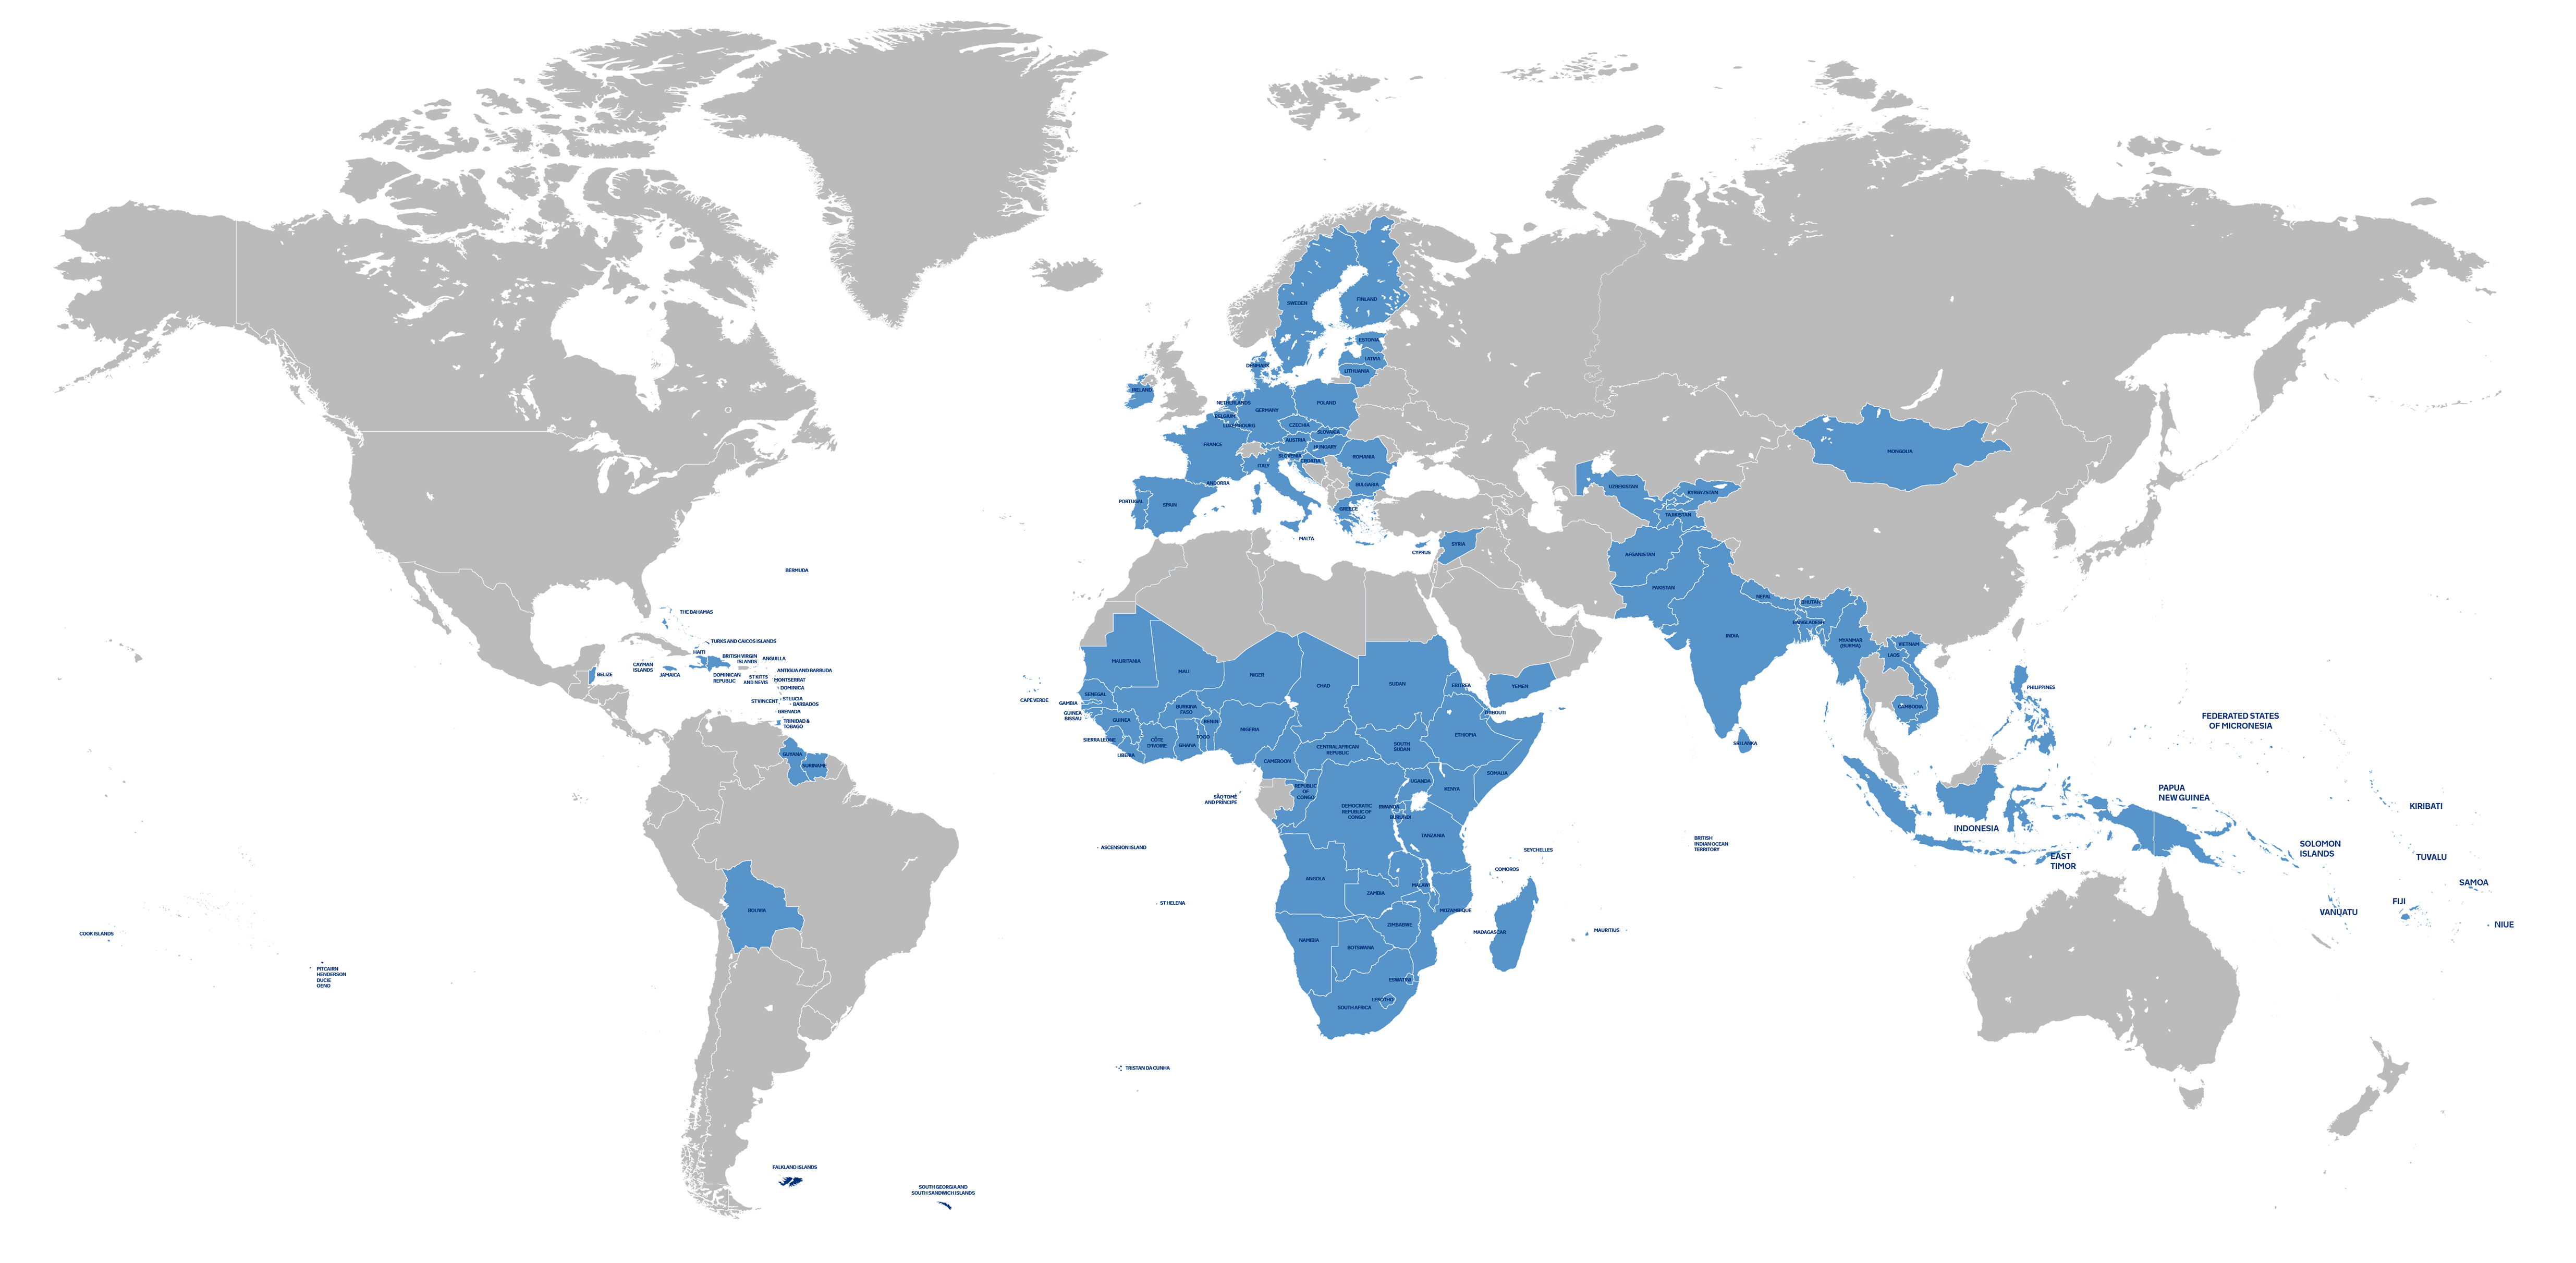 SWEDEN
FINLAND
ESTONIA
LATVIA
DENMARK
LITHUANIA
IRELAND
NETHERLANDS
POLAND
GERMANY
BELGIUM
LUXEMBOURG
CZECHIA
SLOVAKIA
AUSTRIA
FRANCE
HUNGARY
SLOVENIA
ROMANIA
CROATIA
ITALY
ANDORRA
BULGARIA
PORTUGAL
SPAIN
GREECE
MALTA
CYPRUS
SYRIA
MONGOLIA
UZBEKISTAN
KYRGYZSTAN
TAJIKISTAN
AFGANISTAN
PAKISTAN
NEPAL
BHUTAN
BANGLADESH
INDIA
MYANMAR
(BURMA)
VIETNAM
LAOS
CAMBODIA
SRI LANKA
PHILIPPINES
BERMUDA
THE BAHAMAS
TURKS AND CAICOS ISLANDS
HAITI
BRITISH VIRGIN
ISLANDS
ANGUILLA
CAYMAN
ISLANDS
JAMAICA
DOMINICAN
REPUBLIC
ST KITTS
AND NEVIS
ANTIGUA AND BARBUDA
MONTSERRAT
DOMINICA
BELIZE
ST VINCENT
ST LUCIA
BARBADOS
GRENADA
TRINIDAD &
TOBAGO
GUYANA
SURINAME
BOLIVIA
CAPE VERDE
MAURITANIA
MALI
NIGER
CHAD
SUDAN
ERITREA
YEMEN
SENEGAL
GAMBIA
GUINEA
BISSAU
GUINEA
BURKINA
FASO
BENIN
DJIBOUTI
SIERRA LEONE
LIBERIA
CÔTE
D'IVOIRE
GHANA
TOGO
NIGERIA
CENTRAL AFRICAN
REPUBLIC
SOUTH
SUDAN
ETHIOPIA
CAMEROON
SOMALIA
SÃO TOMÉ
AND PRÍNCIPE
REPUBLIC
OF
CONGO
DEMOCRATIC
REPUBLIC OF
CONGO
UGANDA
KENYA
RWANDA
BURUNDI
TANZANIA
SEYCHELLES
COMOROS
ASCENSION ISLAND
ST HELENA
ANGOLA
ZAMBIA
MALAWI
MOZAMBIQUE
ZIMBABWE
NAMIBIA
BOTSWANA
MADAGASCAR
MAURITIUS
ESWATINI
LESOTHO
SOUTH AFRICA
BRITISH
INDIAN OCEAN
TERRITORY
FEDERATED STATES
OF MICRONESIA
PAPUA
NEW GUINEA
KIRIBATI
INDONESIA
EAST
TIMOR
SOLOMON
ISLANDS
TUVALU
SAMOA
FIJI
VANUATU
NIUE
COOK ISLANDS
PITCAIRN
HENDERSON
DUCIE
OENO
TRISTAN DA CUNHA
FALKLAND ISLANDS
SOUTH GEORGIA AND
SOUTH SANDWICH ISLANDS